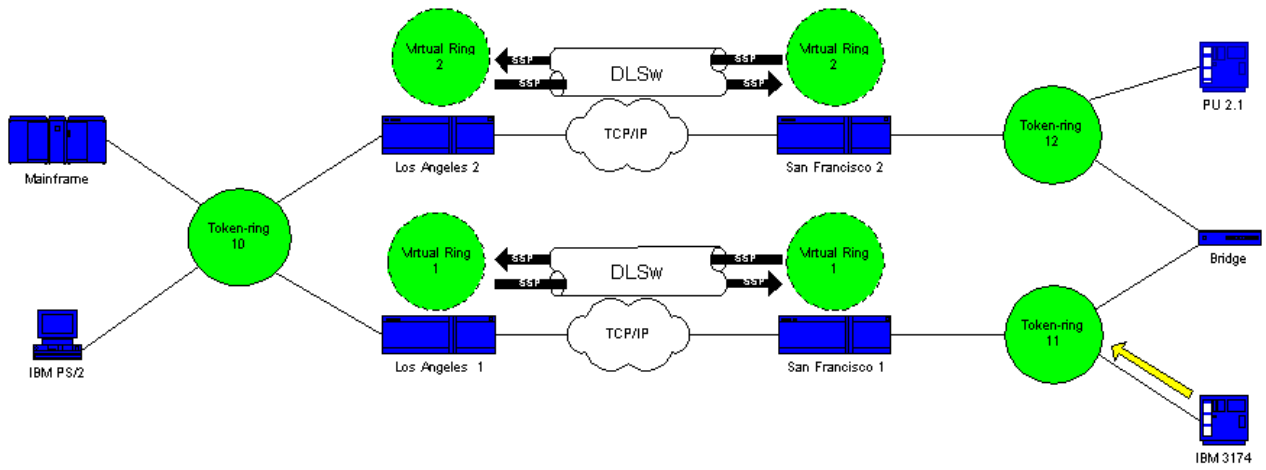 Virtual Ring
2
SSP
SSP
DLSw
SSP
SSP
Virtual Ring
2
PU 2.1
Mainframe
Los Angeles 2
TCP/IP
San Francisco 2
Token-ring
12
Token-ring
10
Virtual Ring
1
SSP
SSP
DLSw
SSP
SSP
Virtual Ring
1
Bridge
IBM PS/2
Los Angeles 1
TCP/IP
San Francisco 1
Token-ring
11
IBM 3174